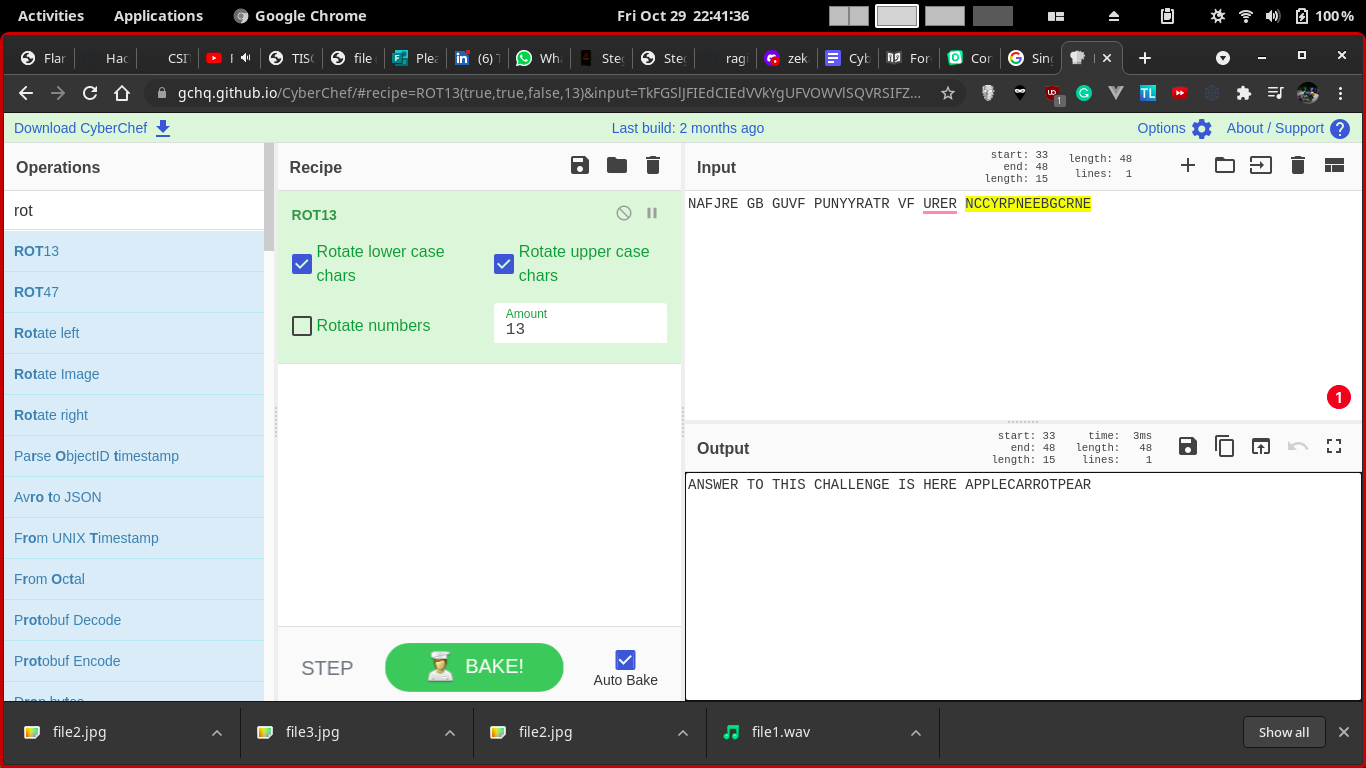 Activities Applications Google Chrome Fri Oct 29 22:41:36 100 %
Flar Hac CSI TIS file Plea (6) Wha Steg Steg ragi zek Cyb For Cor Sing
gchq.github.io/CyberChef/#recipe=ROT13(true,true,false,13)&input=TkFGSlJFIEdCIEdVVkYgUFVOWVlSQVRSIFZ... 1
Download CyberChef Last build: 2 months ago Options About / Support
Operations
rot
ROT13
ROT47
Rotate left
Rotate Image
Rotate right
Parse ObjectID timestamp
Avro to JSON
From UNIX Timestamp
From Octal
Protobuf Decode
Protobuf Encode
Drop bytes
Recipe
ROT13
Rotate lower case chars
Rotate upper case chars
Rotate numbers
Amount
13
STEP
BAKE!
Auto Bake
Input
start: 33
end: 48
length: 15
length: 48
lines: 1
NAFJRE GB GUVF PUNYYRATR VF URER NCCYRPNEEBGCRNE
1
Output
start: 33
end: 48
length: 15
time: 3ms
length: 48
lines: 1
ANSWER TO THIS CHALLENGE IS HERE APPLECARROTPEAR
file2.jpg file3.jpg file2.jpg file1.wav Show all